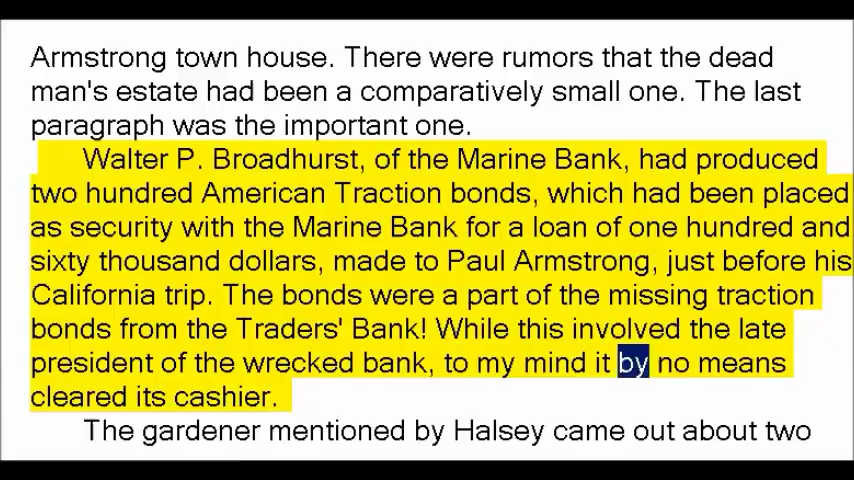 Armstrong town house. There were rumors that the dead
man's estate had been a comparatively small one. The last
paragraph was the important one.
Walter P. Broadhurst, of the Marine Bank, had produced
two hundred American Traction bonds, which had been placed
as security with the Marine Bank for a loan of one hundred and
sixty thousand dollars, made to Paul Armstrong, just before his
California trip. The bonds were a part of the missing traction
bonds from the Traders' Bank! While this involved the late
president of the wrecked bank, to my mind it by no means
cleared its cashier.
The gardener mentioned by Halsey came out about two